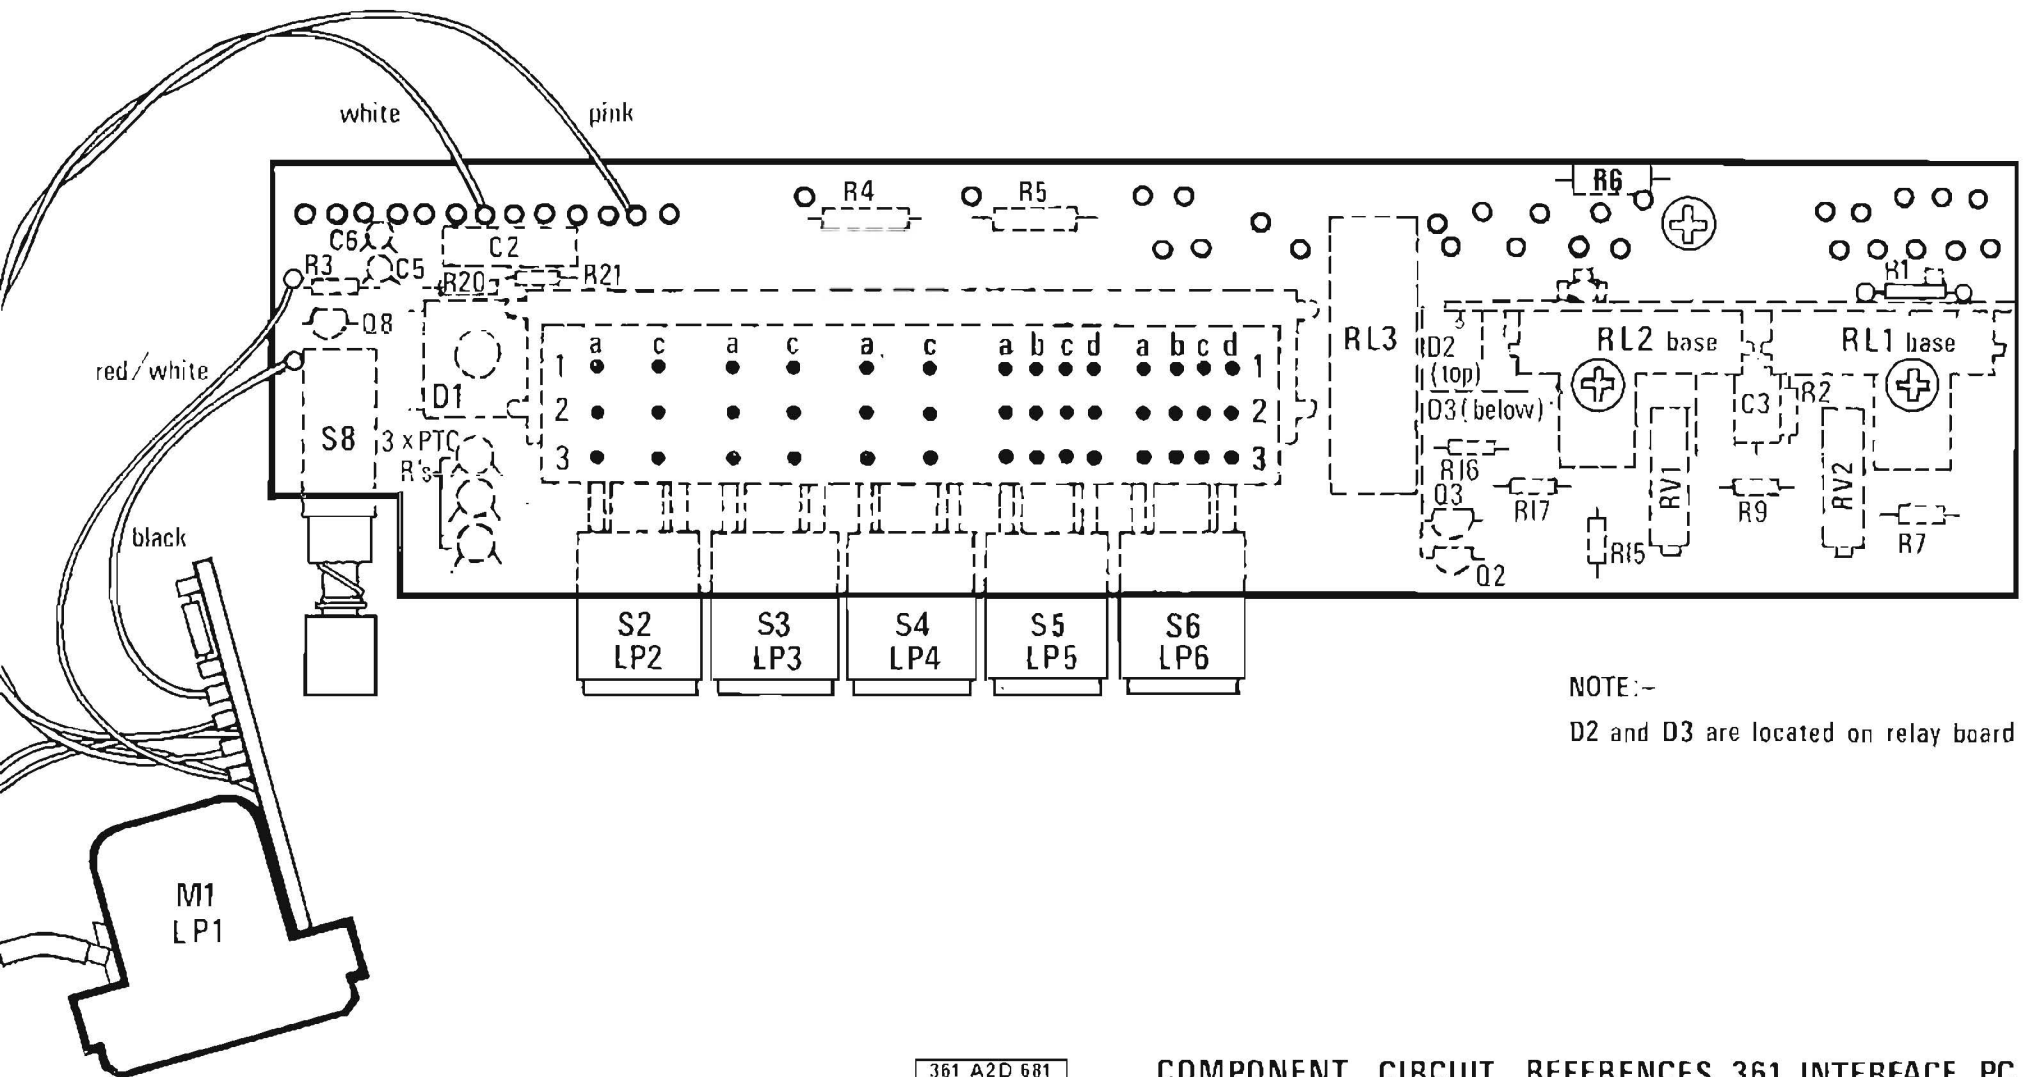 white
pink
R6
R4
R5
C6
C2
R3
C5
R20
R21
R1
Q8
red/white
a c a c a c a b c d a b c d
1 1
2 2
3 3
RL3
D2
(top)
D3(below)
RL2 base
RL1 base
D1
R2
C3
S8
3 x PTC
R's
R16
RV1
RV2
Q3
R17
R9
R7
black
R15
Q2
S2
LP2
S3
LP3
S4
LP4
S5
LP5
S6
LP6
NOTE:-
D2 and D3 are located on relay board
M1
LP1
361 A2D 681
COMPONENT CIRCUIT REFERENCES 361 INTERFACE PC